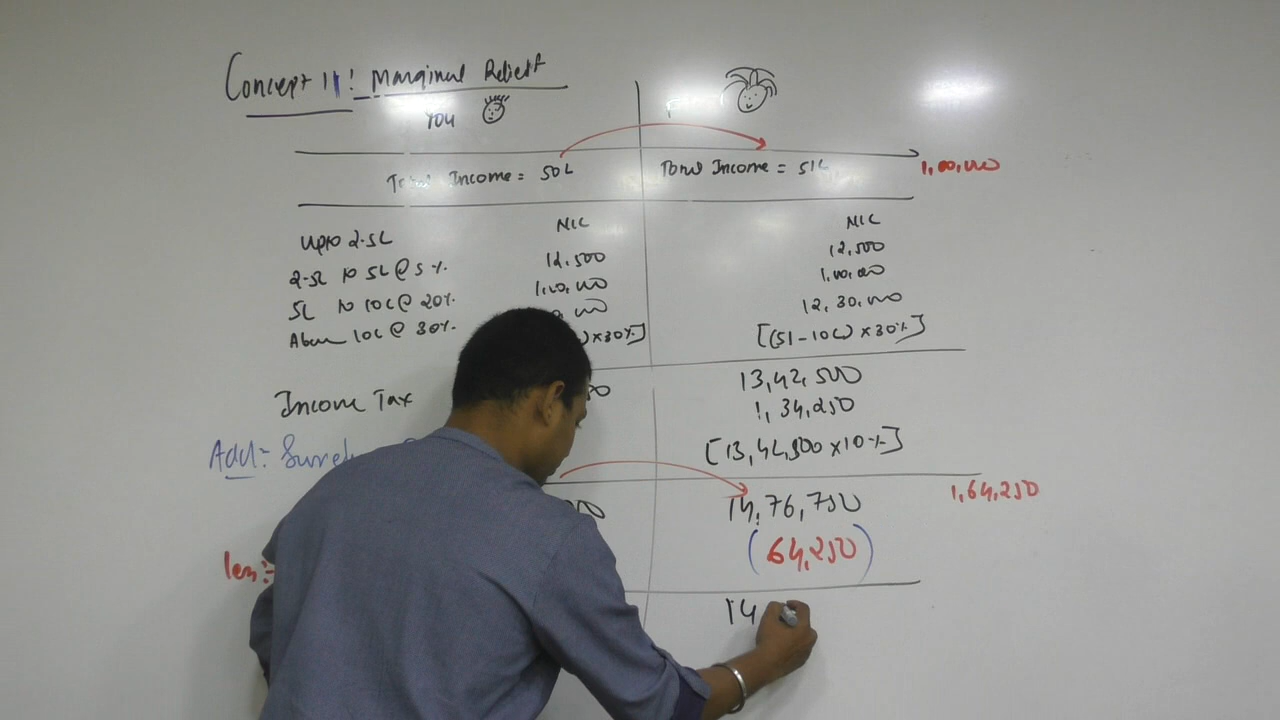 Concept 11: Marginal Relief
YOU
Total Income = 50L
Total Income = 51L
1,00,000
Upto 2.5L NIL NIL
2.5L to 5L @ 5%. 12,500 12,500
5L to 10L @ 20%. 1,00,000 1,00,000
Above 10L @ 30%. 12,30,000
)×30%] [(51-10L)×30%]
Income Tax 13,42,500
Add:- 1,34,250
[13,42,500×10%]
14,76,750 1,64,250
Less:- (64,250)
14